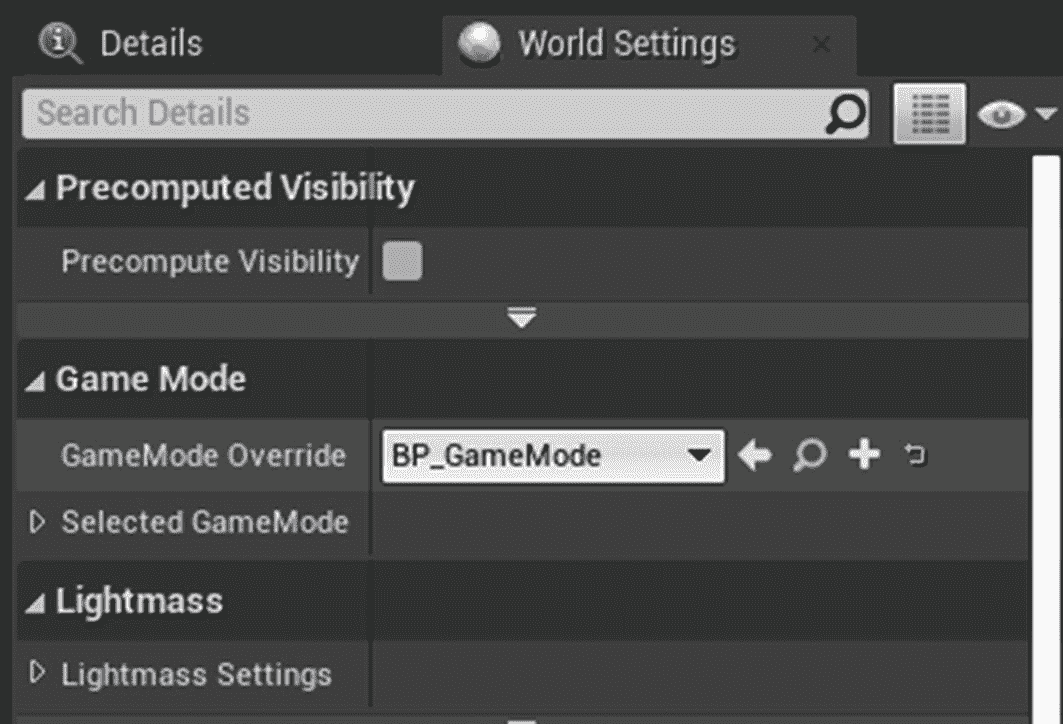 Details
World Settings
Search Details
Precomputed Visibility
Precompute Visibility
Game Mode
GameMode Override
BP_GameMode
Selected GameMode
Lightmass
Lightmass Settings